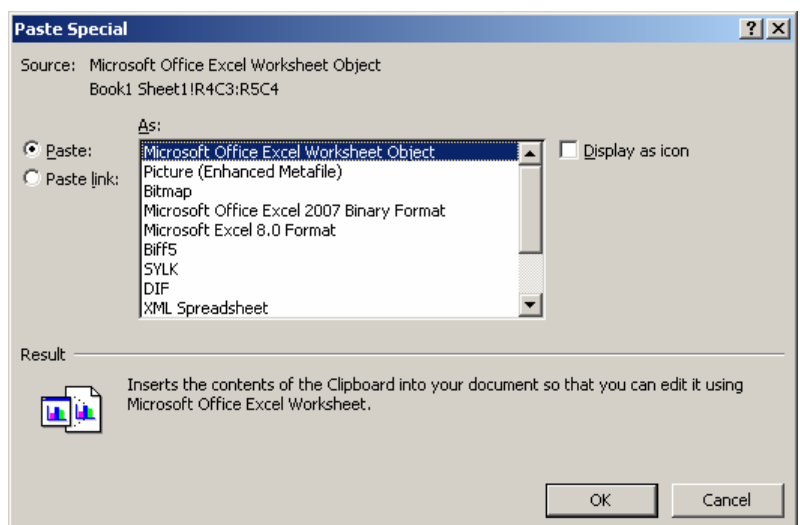 Paste Special
Source: Microsoft Office Excel Worksheet Object
Book1 Sheet1!R4C3:R5C4
As:
Paste:
Paste link:
Microsoft Office Excel Worksheet Object
Picture (Enhanced Metafile)
Bitmap
Microsoft Office Excel 2007 Binary Format
Microsoft Excel 8.0 Format
Biff5
SYLK
DIF
XML Spreadsheet
Display as icon
Result
Inserts the contents of the Clipboard into your document so that you can edit it using
Microsoft Office Excel Worksheet.
OK Cancel